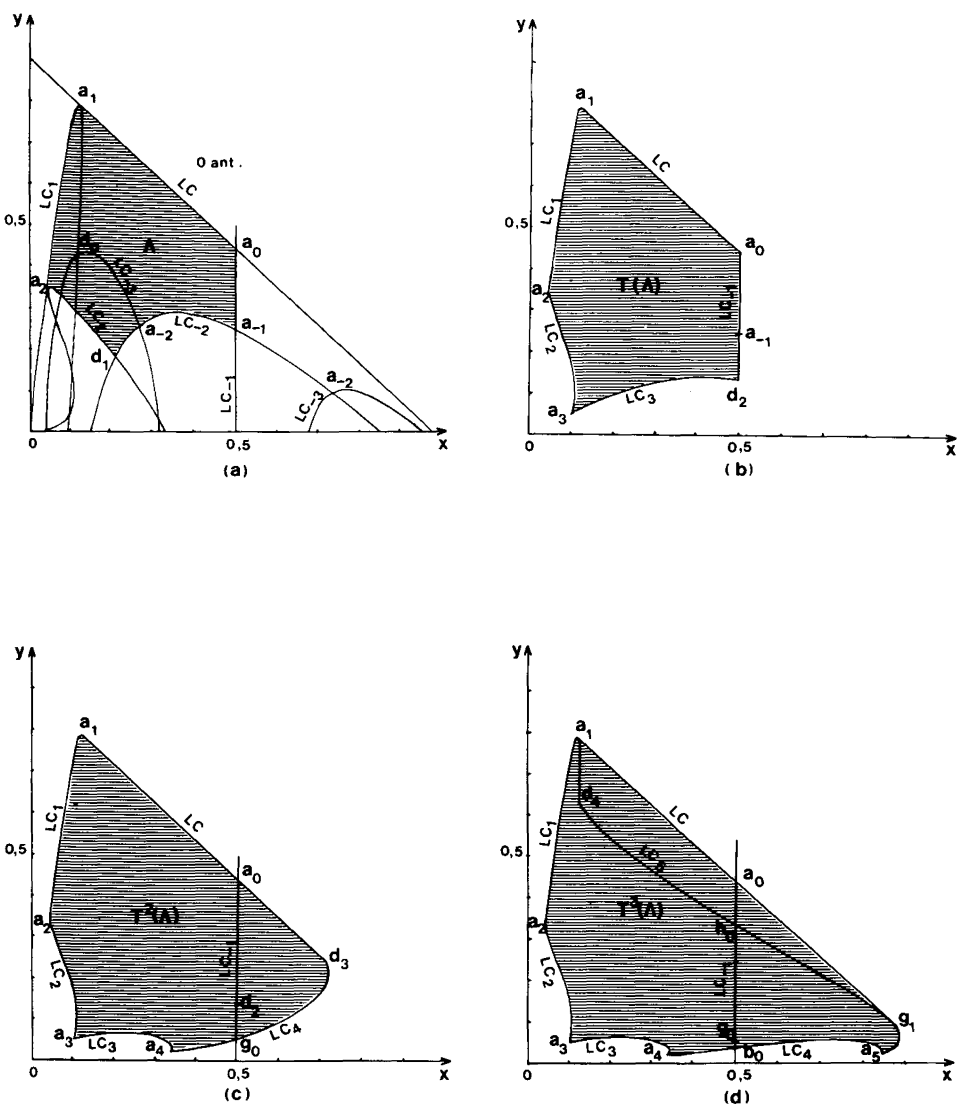 y
a₁
0 ant.
LC
LC₁
0,5
d₀
Λ
a₀
a₂
LC₂
LC₋₂
a₋₂
a₋₁
d₁
LC₋₁
LC₋₃
a₋₂
0
0,5
x
(a)
y
a₁
LC
LC₁
0,5
a₀
a₂
T(Λ)
LC₋₁
LC₂
a₋₁
a₃
LC₃
d₂
0
0,5
x
(b)
y
a₁
LC
LC₁
0,5
a₀
a₂
T²(Λ)
LC₋₁
LC₂
d₂
d₃
a₃
LC₃
a₄
g₀
LC₄
0
0,5
x
(c)
y
a₁
d₄
LC
LC₁
0,5
LC₅
a₀
a₂
T³(Λ)
LC₋₁
LC₂
g₀
g₁
a₃
LC₃
a₄
b₀
LC₄
a₅
0
0,5
x
(d)